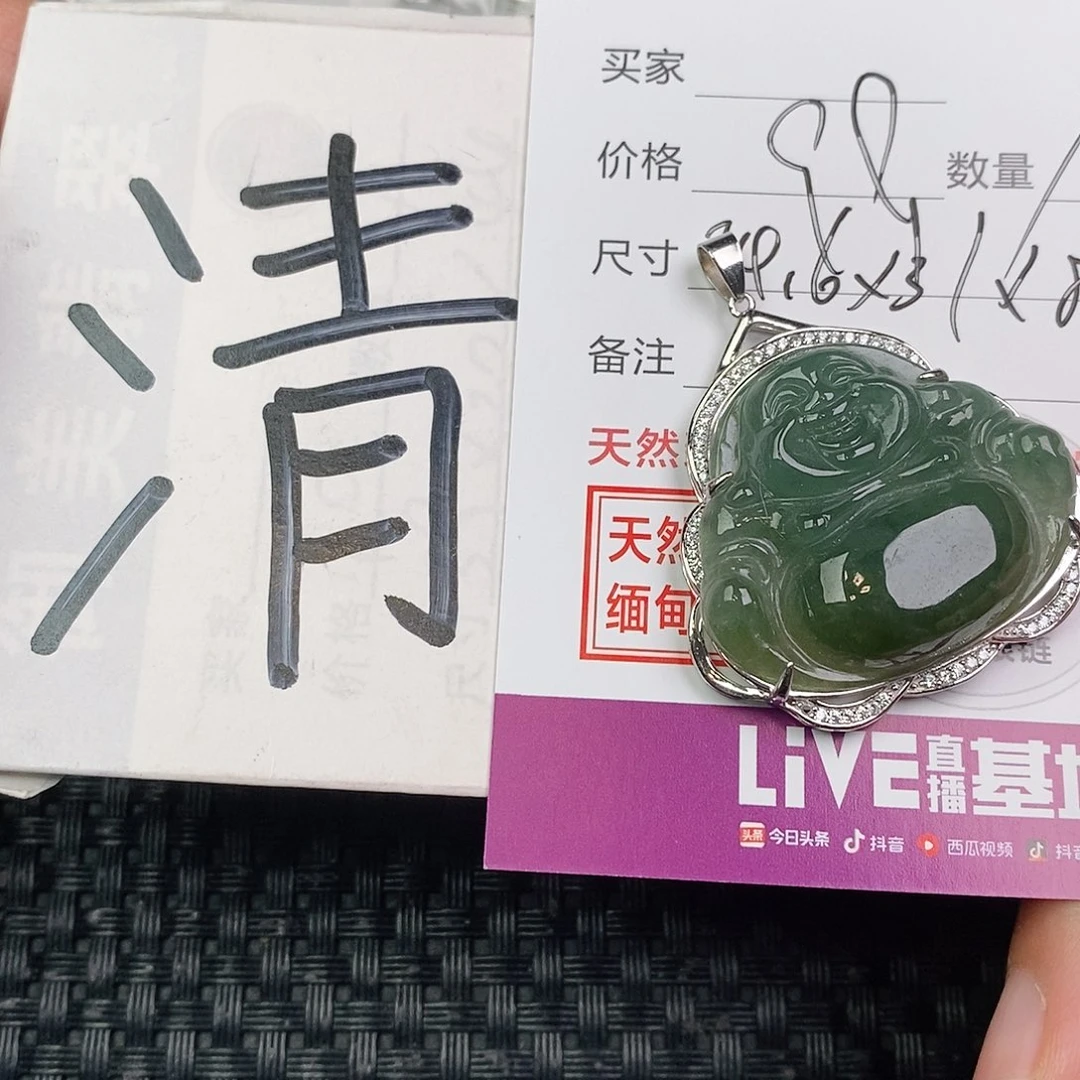 清
买家
价格
数量
尺寸
备注
天然
天然
缅甸
LiVE直播基
今日头条 抖音 西瓜视频